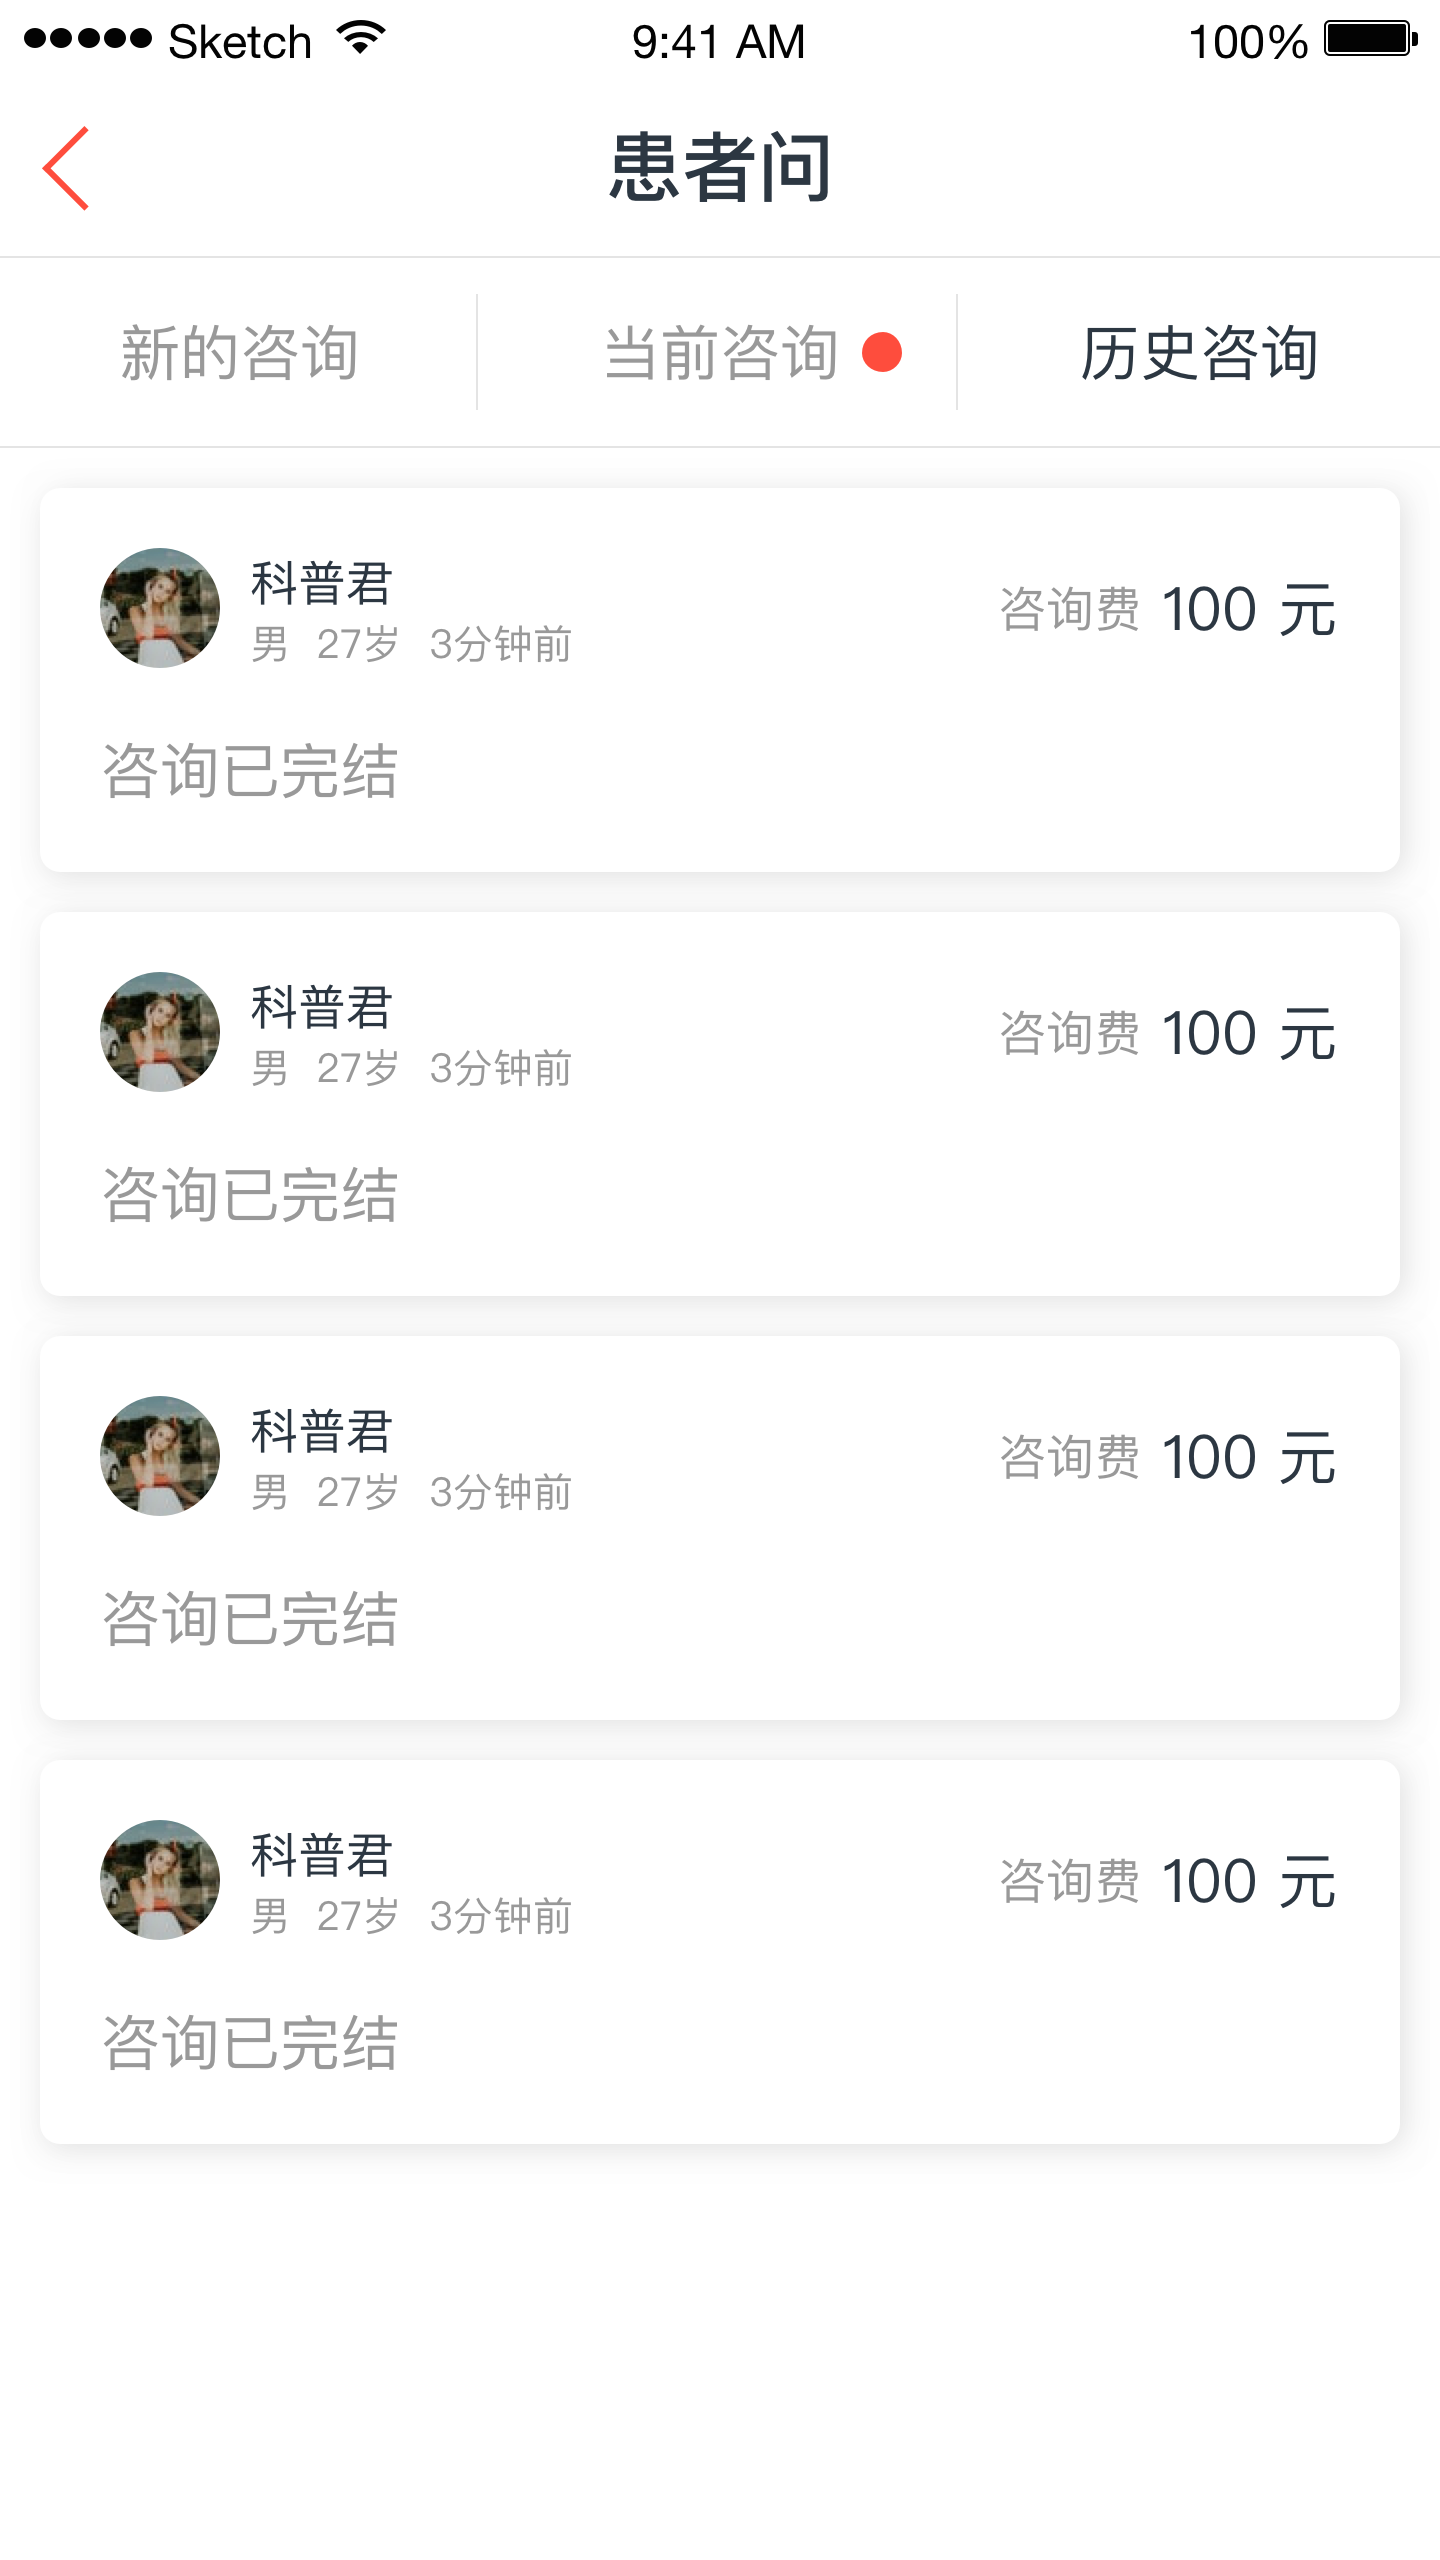 Sketch 9:41 AM 100%
患者问
新的咨询 当前咨询 历史咨询
科普君
男 27岁 3分钟前
咨询费 100 元
咨询已完结
科普君
男 27岁 3分钟前
咨询费 100 元
咨询已完结
科普君
男 27岁 3分钟前
咨询费 100 元
咨询已完结
科普君
男 27岁 3分钟前
咨询费 100 元
咨询已完结